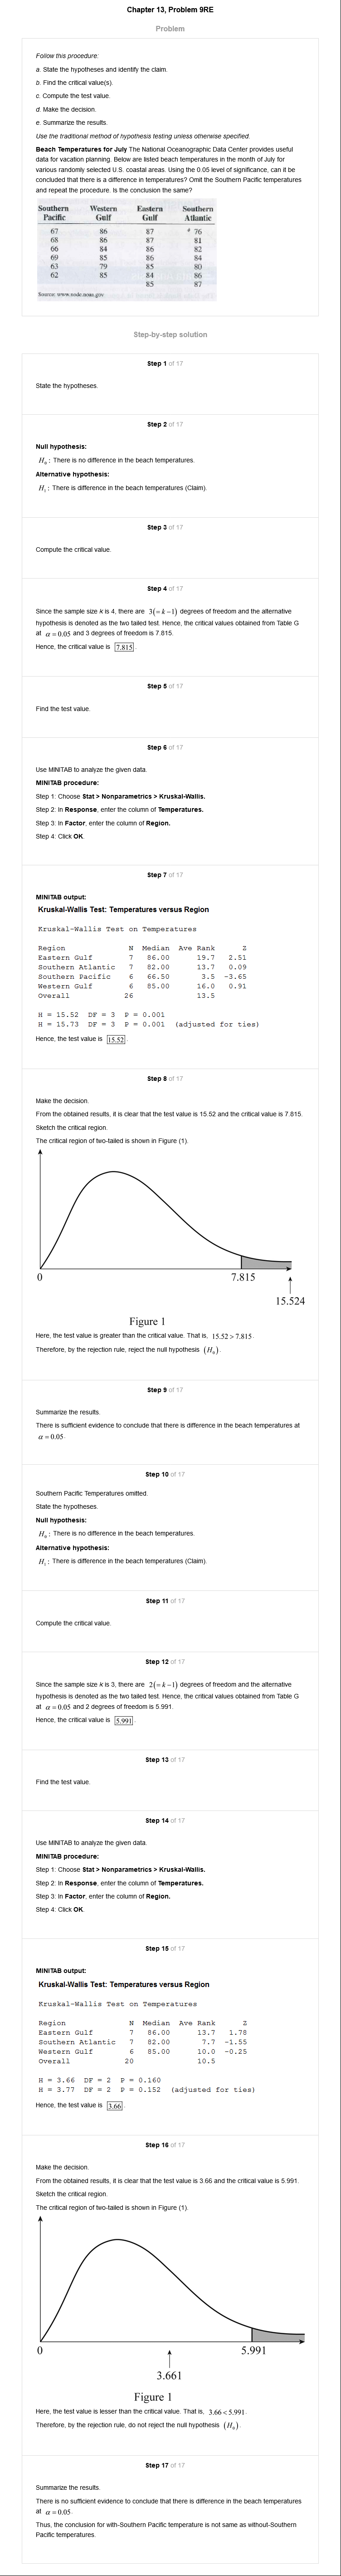 Chapter 13, Problem 9RE
Problem
Follow this procedure:
a. State the hypotheses and identify the claim.
b. Find the critical value(s).
c. Compute the test value.
d. Make the decision.
e. Summarize the results.
Use the traditional method of hypothesis testing unless otherwise specified.
Beach Temperatures for July The National Oceanographic Data Center provides useful
data for vacation planning. Below are listed beach temperatures in the month of July for
various randomly selected U.S. coastal areas. Using the 0.05 level of significance, can it be
concluded that there is a difference in temperatures? Omit the Southern Pacific temperatures
and repeat the procedure. Is the conclusion the same?
Southern Western Eastern Southern
Pacific Gulf Gulf Atlantic
67 86 87 76
68 86 87 81
66 84 86 82
69 85 86 84
63 79 85 80
62 85 84 86
85 87
Source: www.nodc.noaa.gov
Step-by-step solution
Step 1 of 17
State the hypotheses.
Step 2 of 17
Null hypothesis:
H₀ : There is no difference in the beach temperatures.
Alternative hypothesis:
H₁ : There is difference in the beach temperatures (Claim).
Step 3 of 17
Compute the critical value.
Step 4 of 17
Since the sample size k is 4, there are 3(= k − 1) degrees of freedom and the alternative
hypothesis is denoted as the two tailed test. Hence, the critical values obtained from Table G
at α = 0.05 and 3 degrees of freedom is 7.815.
Hence, the critical value is 7.815.
Step 5 of 17
Find the test value.
Step 6 of 17
Use MINITAB to analyze the given data.
MINITAB procedure:
Step 1: Choose Stat > Nonparametrics > Kruskal-Wallis.
Step 2: In Response, enter the column of Temperatures.
Step 3: In Factor, enter the column of Region.
Step 4: Click OK.
Step 7 of 17
MINITAB output:
Kruskal-Wallis Test: Temperatures versus Region
Kruskal-Wallis Test on Temperatures
Region N Median Ave Rank Z
Eastern Gulf 7 86.00 19.7 2.51
Southern Atlantic 7 82.00 13.7 0.09
Southern Pacific 6 66.50 3.5 -3.65
Western Gulf 6 85.00 16.0 0.91
Overall 26 13.5
H = 15.52 DF = 3 P = 0.001
H = 15.73 DF = 3 P = 0.001 (adjusted for ties)
Hence, the test value is 15.52.
Step 8 of 17
Make the decision.
From the obtained results, it is clear that the test value is 15.52 and the critical value is 7.815.
Sketch the critical region.
The critical region of two-tailed is shown in Figure (1).
0 7.815
15.524
Figure 1
Here, the test value is greater than the critical value. That is, 15.52 > 7.815.
Therefore, by the rejection rule, reject the null hypothesis (H₀).
Step 9 of 17
Summarize the results.
There is sufficient evidence to conclude that there is difference in the beach temperatures at
α = 0.05.
Step 10 of 17
Southern Pacific Temperatures omitted.
State the hypotheses.
Null hypothesis:
H₀ : There is no difference in the beach temperatures.
Alternative hypothesis:
H₁ : There is difference in the beach temperatures (Claim).
Step 11 of 17
Compute the critical value.
Step 12 of 17
Since the sample size k is 3, there are 2(= k − 1) degrees of freedom and the alternative
hypothesis is denoted as the two tailed test. Hence, the critical values obtained from Table G
at α = 0.05 and 2 degrees of freedom is 5.991.
Hence, the critical value is 5.991.
Step 13 of 17
Find the test value.
Step 14 of 17
Use MINITAB to analyze the given data.
MINITAB procedure:
Step 1: Choose Stat > Nonparametrics > Kruskal-Wallis.
Step 2: In Response, enter the column of Temperatures.
Step 3: In Factor, enter the column of Region.
Step 4: Click OK.
Step 15 of 17
MINITAB output:
Kruskal-Wallis Test: Temperatures versus Region
Kruskal-Wallis Test on Temperatures
Region N Median Ave Rank Z
Eastern Gulf 7 86.00 13.7 1.78
Southern Atlantic 7 82.00 7.7 -1.55
Western Gulf 6 85.00 10.0 -0.25
Overall 20 10.5
H = 3.66 DF = 2 P = 0.160
H = 3.77 DF = 2 P = 0.152 (adjusted for ties)
Hence, the test value is 3.66.
Step 16 of 17
Make the decision.
From the obtained results, it is clear that the test value is 3.66 and the critical value is 5.991.
Sketch the critical region.
The critical region of two-tailed is shown in Figure (1).
0 5.991
3.661
Figure 1
Here, the test value is lesser than the critical value. That is, 3.66 < 5.991.
Therefore, by the rejection rule, do not reject the null hypothesis (H₀).
Step 17 of 17
Summarize the results.
There is no sufficient evidence to conclude that there is difference in the beach temperatures
at α = 0.05.
Thus, the conclusion for with-Southern Pacific temperature is not same as without-Southern
Pacific temperatures.